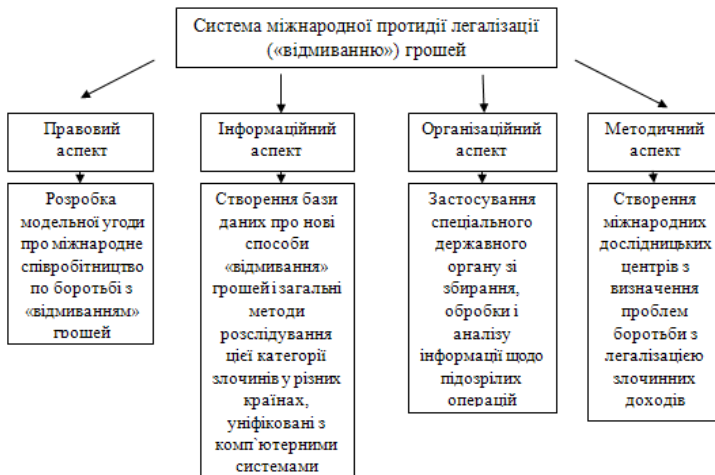 Система міжнародної протидії легалізації
(«відмиванню») грошей
Правовий
аспект
Інформаційний
аспект
Організаційний
аспект
Методичний
аспект
Розробка
модельної угоди
про міжнародне
співробітництво
по боротьбі з
«відмиванням»
грошей
Створення бази
даних про нові
способи
«відмивання»
грошей і загальні
методи
розслідування
цієї категорії
злочинів у різних
країнах,
уніфіковані з
комп`ютерними
системами
Застосування
спеціального
державного
органу зі
збирання,
обробки і
аналізу
інформації щодо
підозрілих
операцій
Створення
міжнародних
дослідницьких
центрів з
визначення
проблем
боротьби з
легалізацією
злочинних
доходів